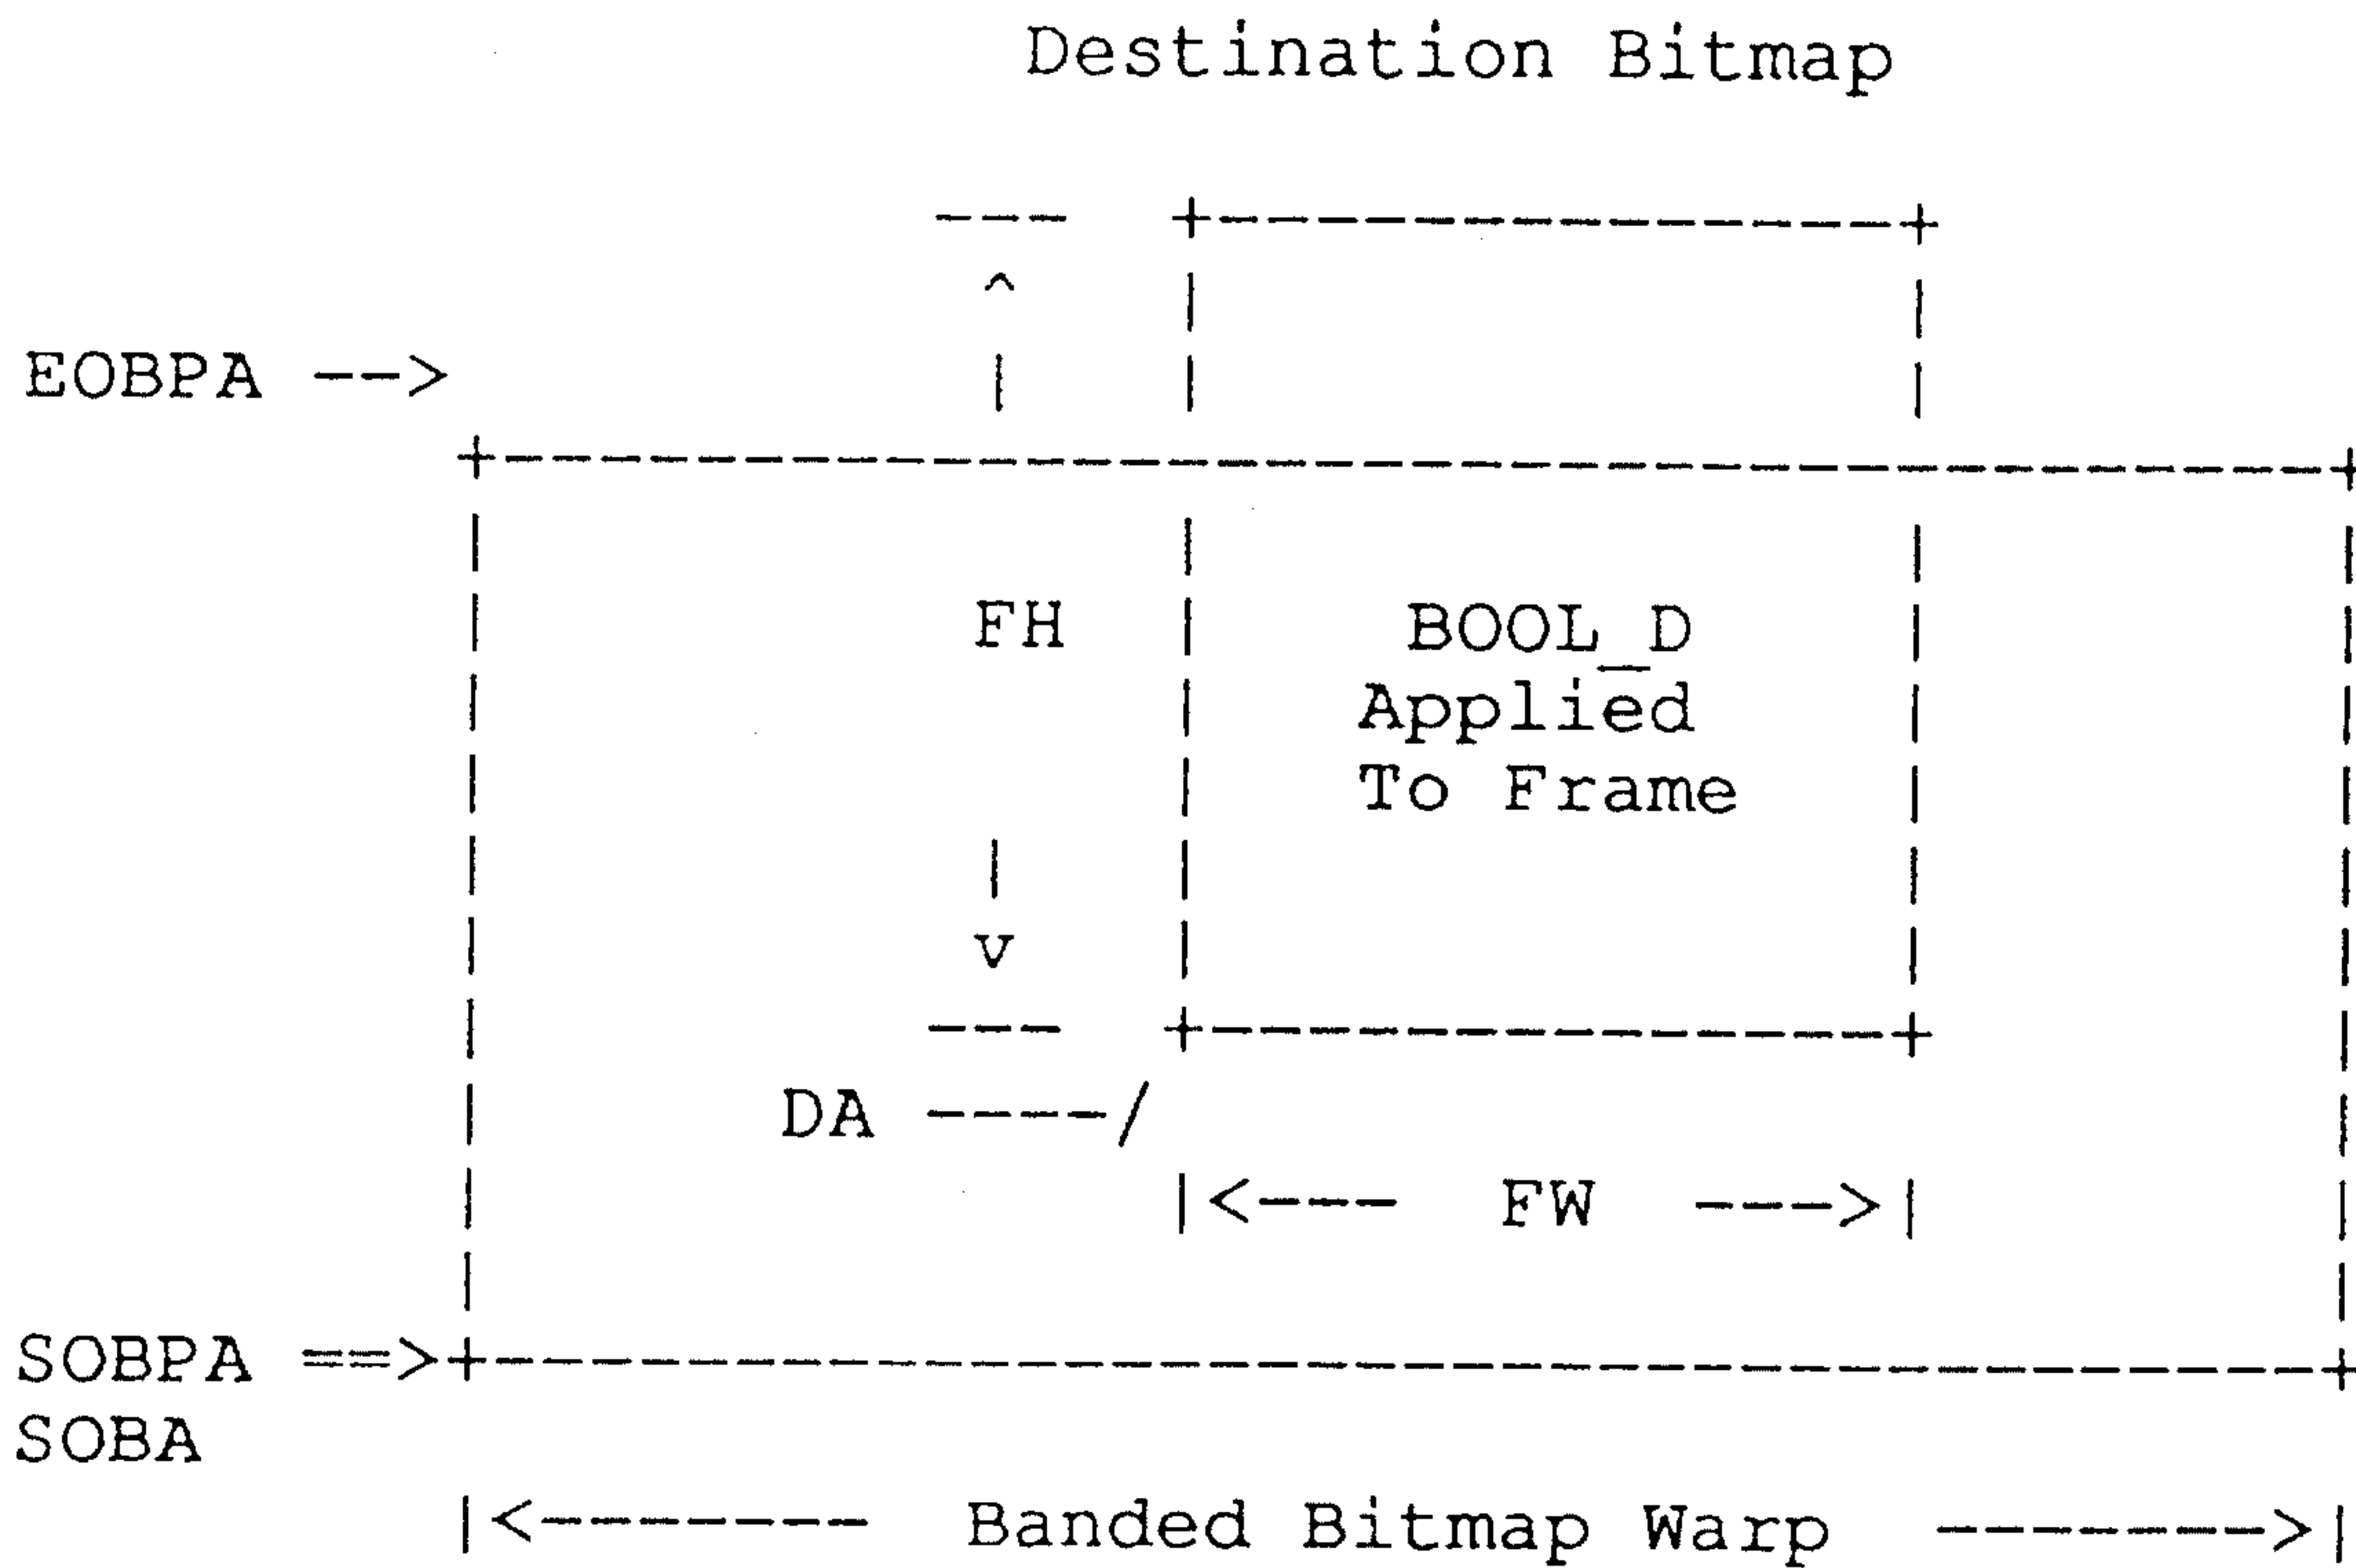 Destination Bitmap
EOBPA -->
FH
BOOL_D
Applied
To Frame
DA ----/
|<--- FW --->|
SOBPA ==>
SOBA
|<------- Banded Bitmap Warp ------->|